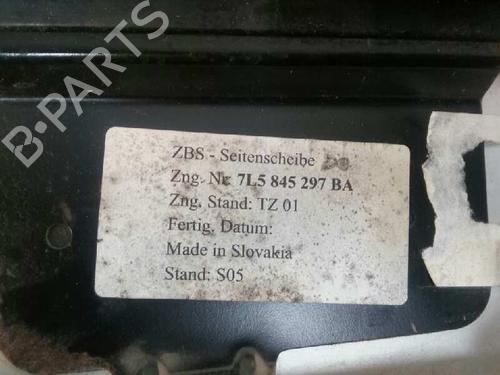 B-PARTS
ZBS - Seitenscheibe
Zng. Nr. 7L5 845 297 BA
Zng. Stand: TZ 01
Fertig. Datum:
Made in Slovakia
Stand: S05